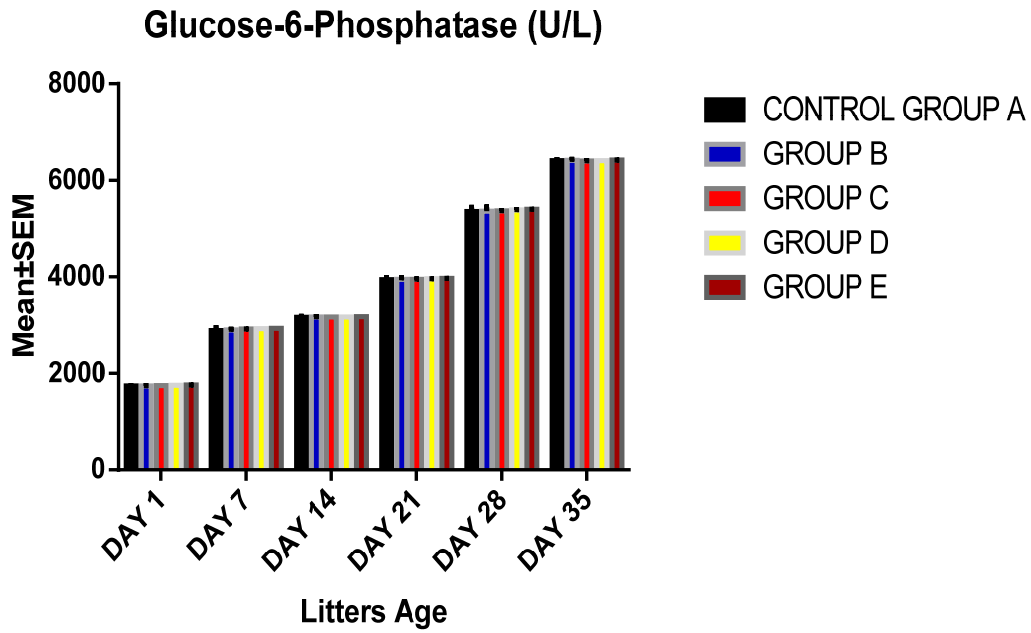 Glucose-6-Phosphatase (U/L)
Mean±SEM
8000
6000
4000
2000
0
DAY 1
DAY 7
DAY 14
DAY 21
DAY 28
DAY 35
Litters Age
CONTROL GROUP A
GROUP B
GROUP C
GROUP D
GROUP E